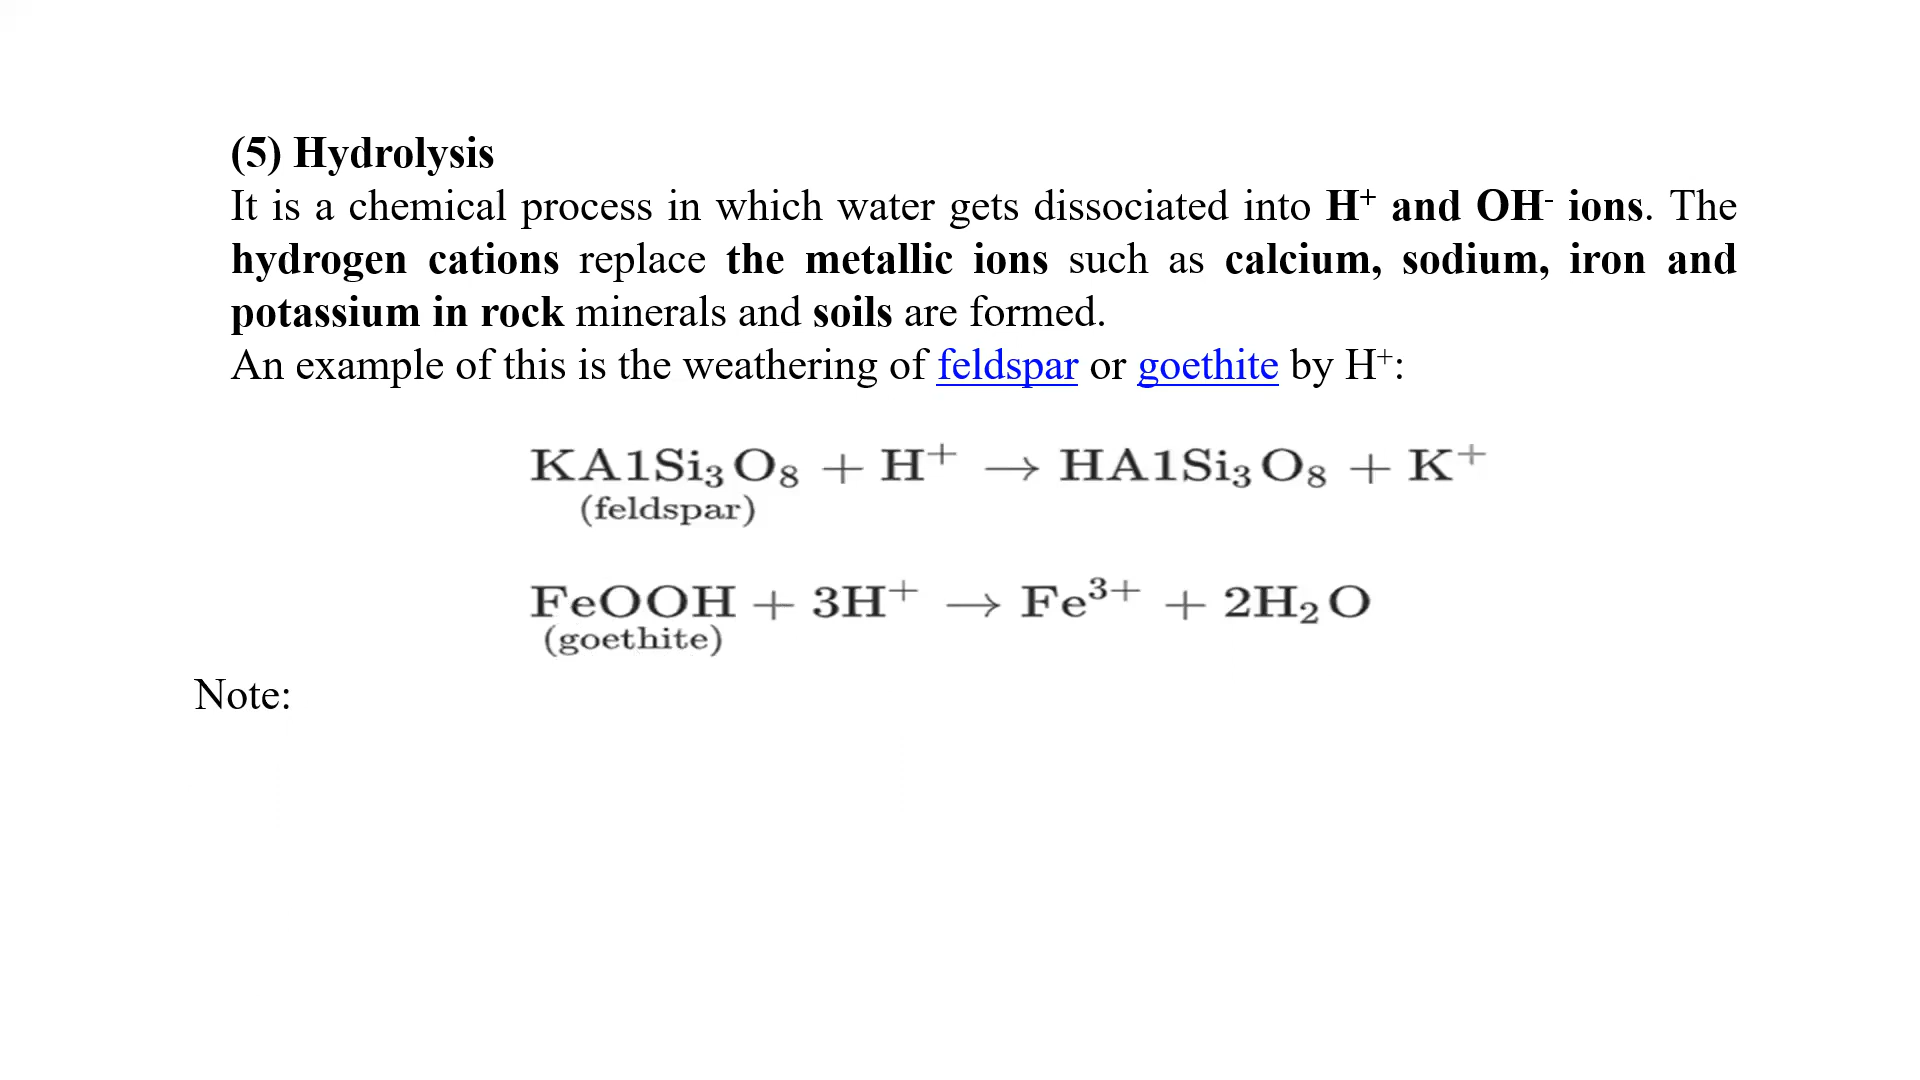 (5) Hydrolysis
It is a chemical process in which water gets dissociated into H⁺ and OH⁻ ions. The
hydrogen cations replace the metallic ions such as calcium, sodium, iron and
potassium in rock minerals and soils are formed.
An example of this is the weathering of feldspar or goethite by H⁺:
KA1Si₃O₈ + H⁺ → HA1Si₃O₈ + K⁺
(feldspar)
FeOOH + 3H⁺ → Fe³⁺ + 2H₂O
(goethite)
Note: